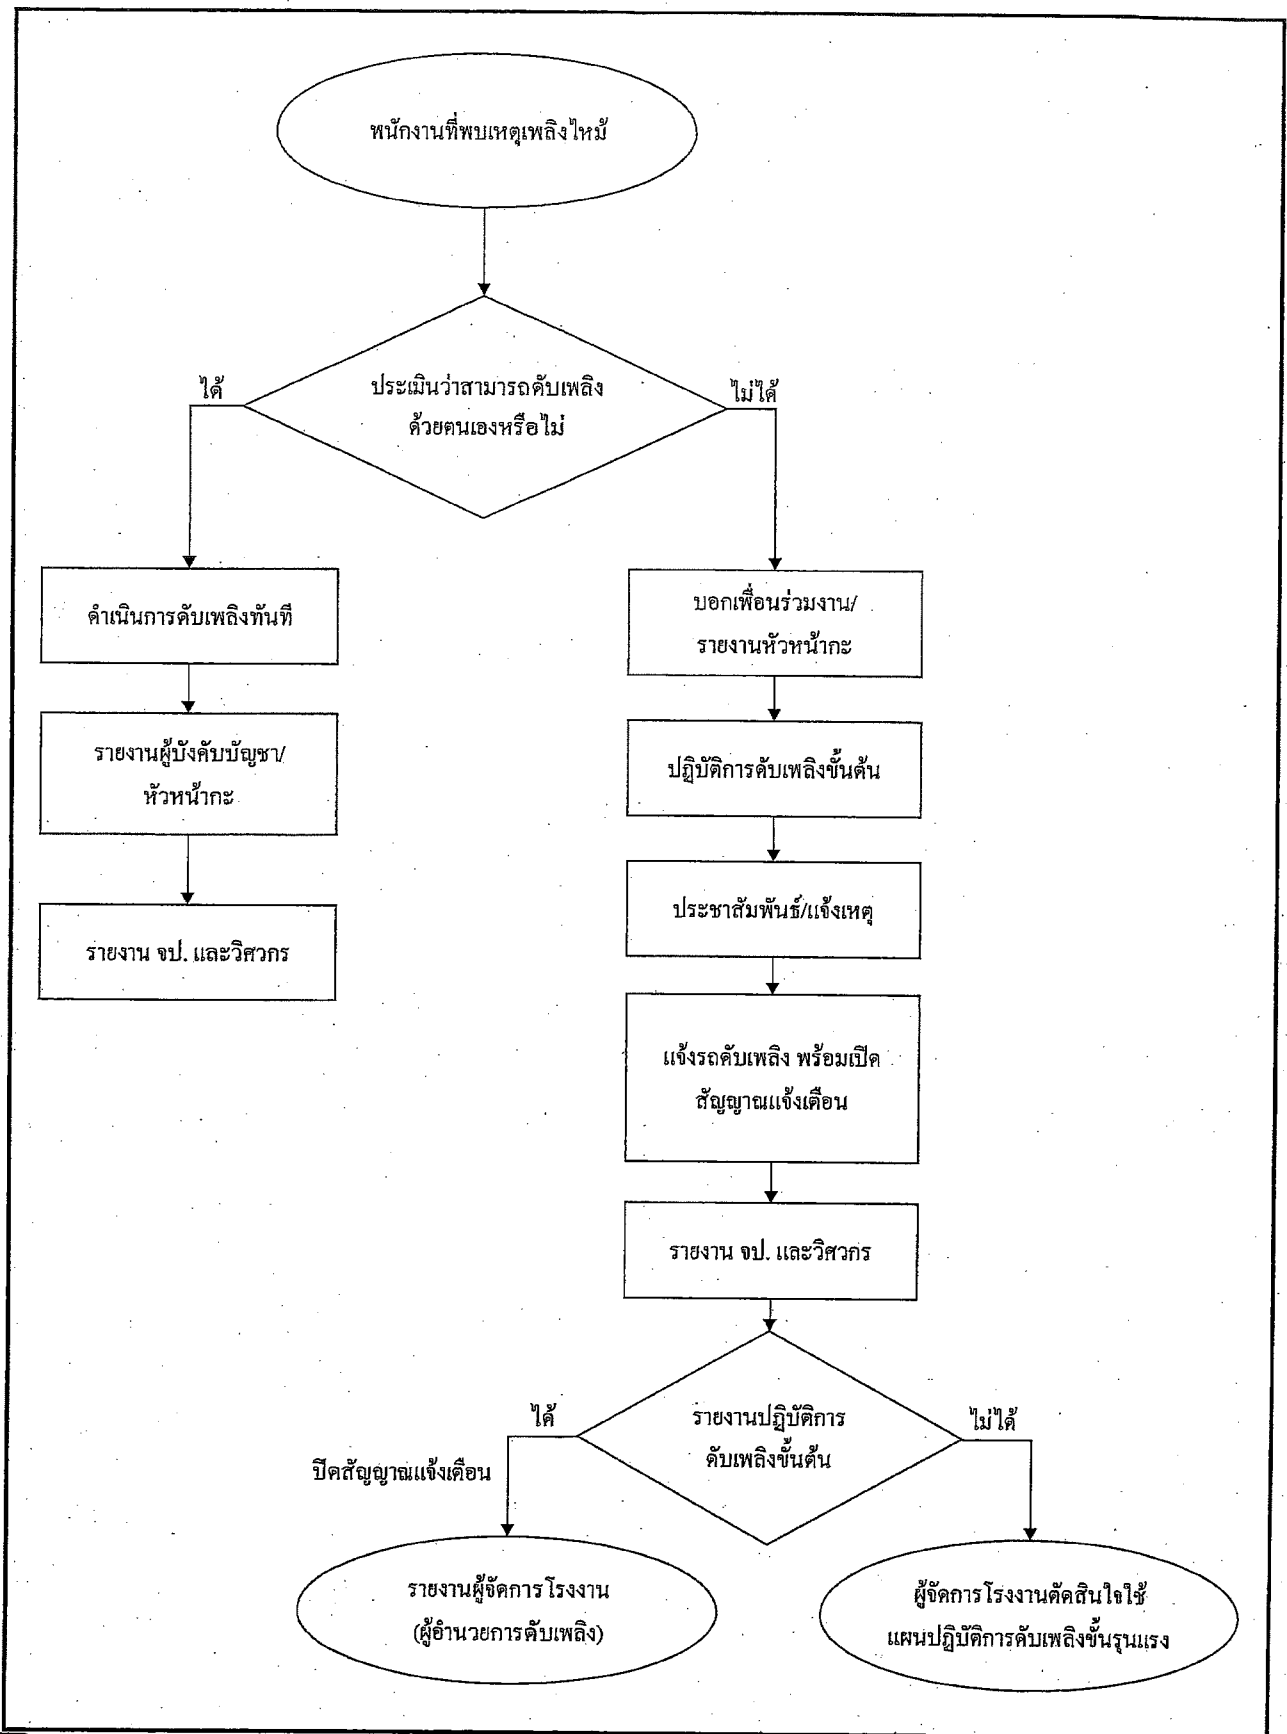 พนักงานที่พบเหตุเพลิงไหม้
ประเมินว่าสามารถดับเพลิง
ด้วยตนเองหรือไม่
ได้
ไม่ได้
ดำเนินการดับเพลิงทันที
รายงานผู้บังคับบัญชา/
หัวหน้ากะ
รายงาน จป. และวิศวกร
บอกเพื่อนร่วมงาน/
รายงานหัวหน้ากะ
ปฏิบัติการดับเพลิงขั้นต้น
ประชาสัมพันธ์/แจ้งเหตุ
แจ้งรถดับเพลิง พร้อมเปิด
สัญญาณแจ้งเตือน
รายงาน จป. และวิศวกร
รายงานปฏิบัติการ
ดับเพลิงขั้นต้น
ได้
ไม่ได้
ปิดสัญญาณแจ้งเตือน
รายงานผู้จัดการโรงงาน
(ผู้อำนวยการดับเพลิง)
ผู้จัดการโรงงานตัดสินใจใช้
แผนปฏิบัติการดับเพลิงขั้นรุนแรง